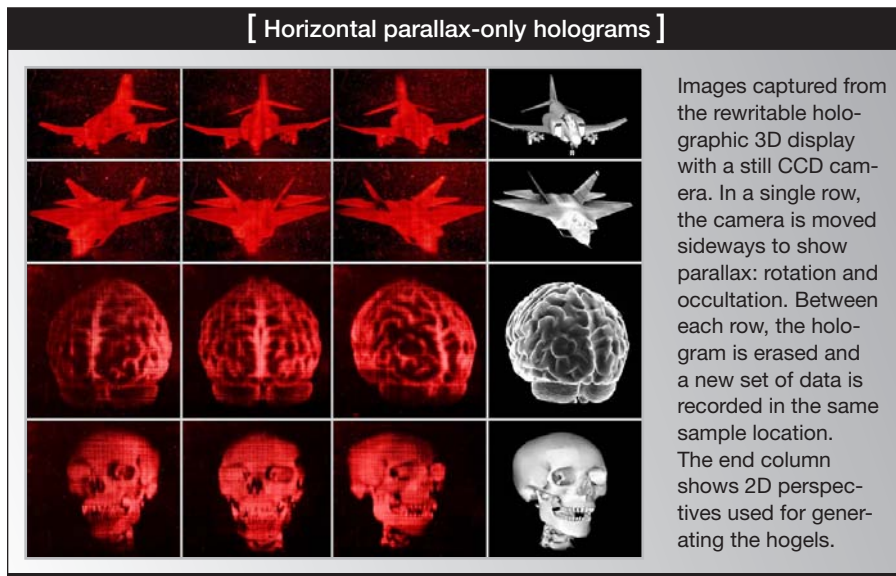 [ Horizontal parallax-only holograms ]
Images captured from
the rewritable holo-
graphic 3D display
with a still CCD cam-
era. In a single row,
the camera is moved
sideways to show
parallax: rotation and
occultation. Between
each row, the holo-
gram is erased and
a new set of data is
recorded in the same
sample location.
The end column
shows 2D perspec-
tives used for gener-
ating the hogels.